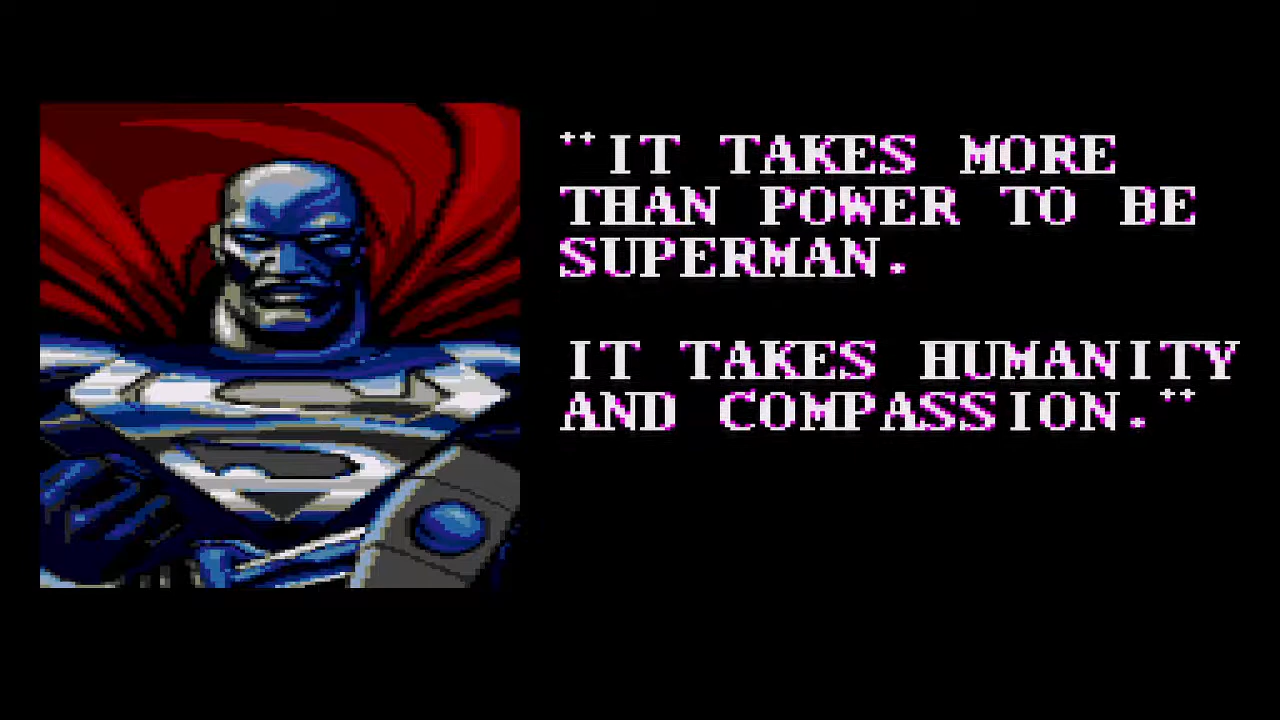 "IT TAKES MORE
THAN POWER TO BE
SUPERMAN.
IT TAKES HUMANITY
AND COMPASSION."